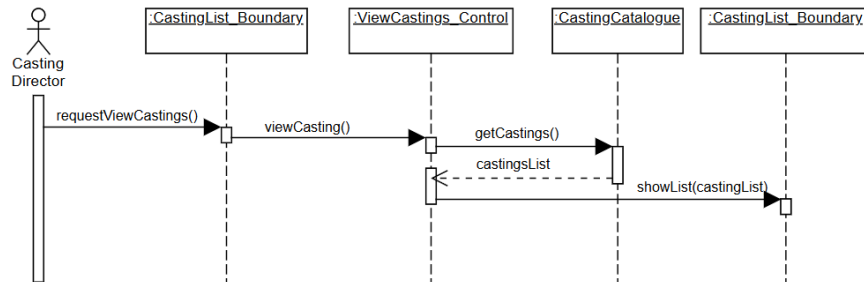 :CastingList_Boundary
:ViewCastings_Control
:CastingCatalogue
:CastingList_Boundary
Casting
Director
requestViewCastings()
viewCasting()
getCastings()
castingsList
showList(castingList)